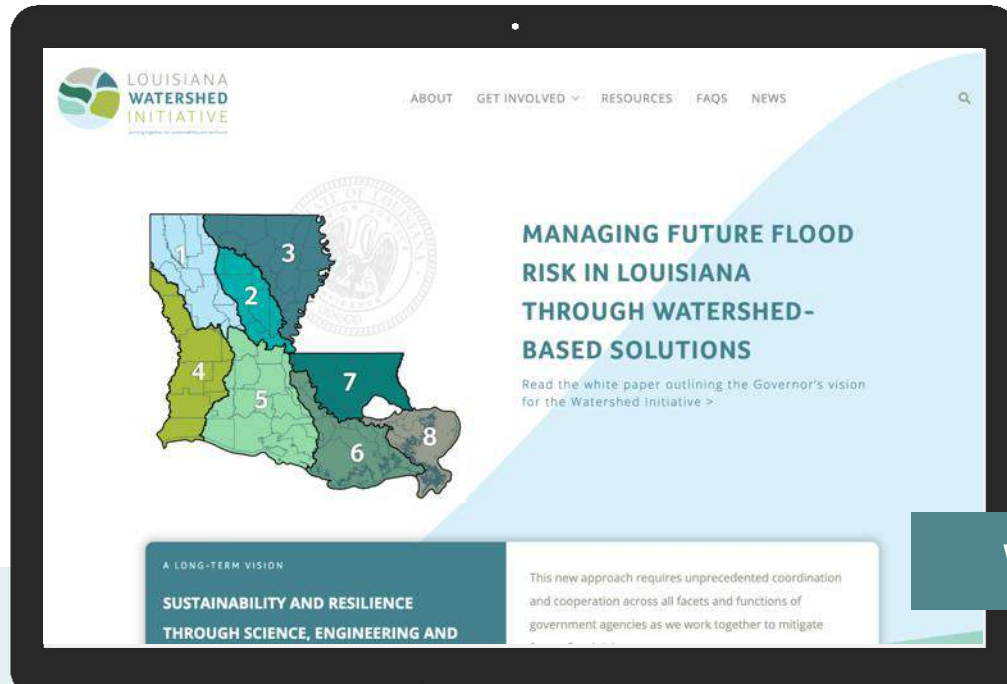 LOUISIANA
WATERSHED
INITIATIVE
ABOUT
GET INVOLVED
RESOURCES
FAQS
NEWS
1
2
3
4
5
6
7
8
MANAGING FUTURE FLOOD
RISK IN LOUISIANA
THROUGH WATERSHED-
BASED SOLUTIONS
Read the white paper outlining the Governor's vision
for the Watershed Initiative >
A LONG-TERM VISION
SUSTAINABILITY AND RESILIENCE
THROUGH SCIENCE, ENGINEERING AND
This new approach requires unprecedented coordination
and cooperation across all facets and functions of
government agencies as we work together to mitigate